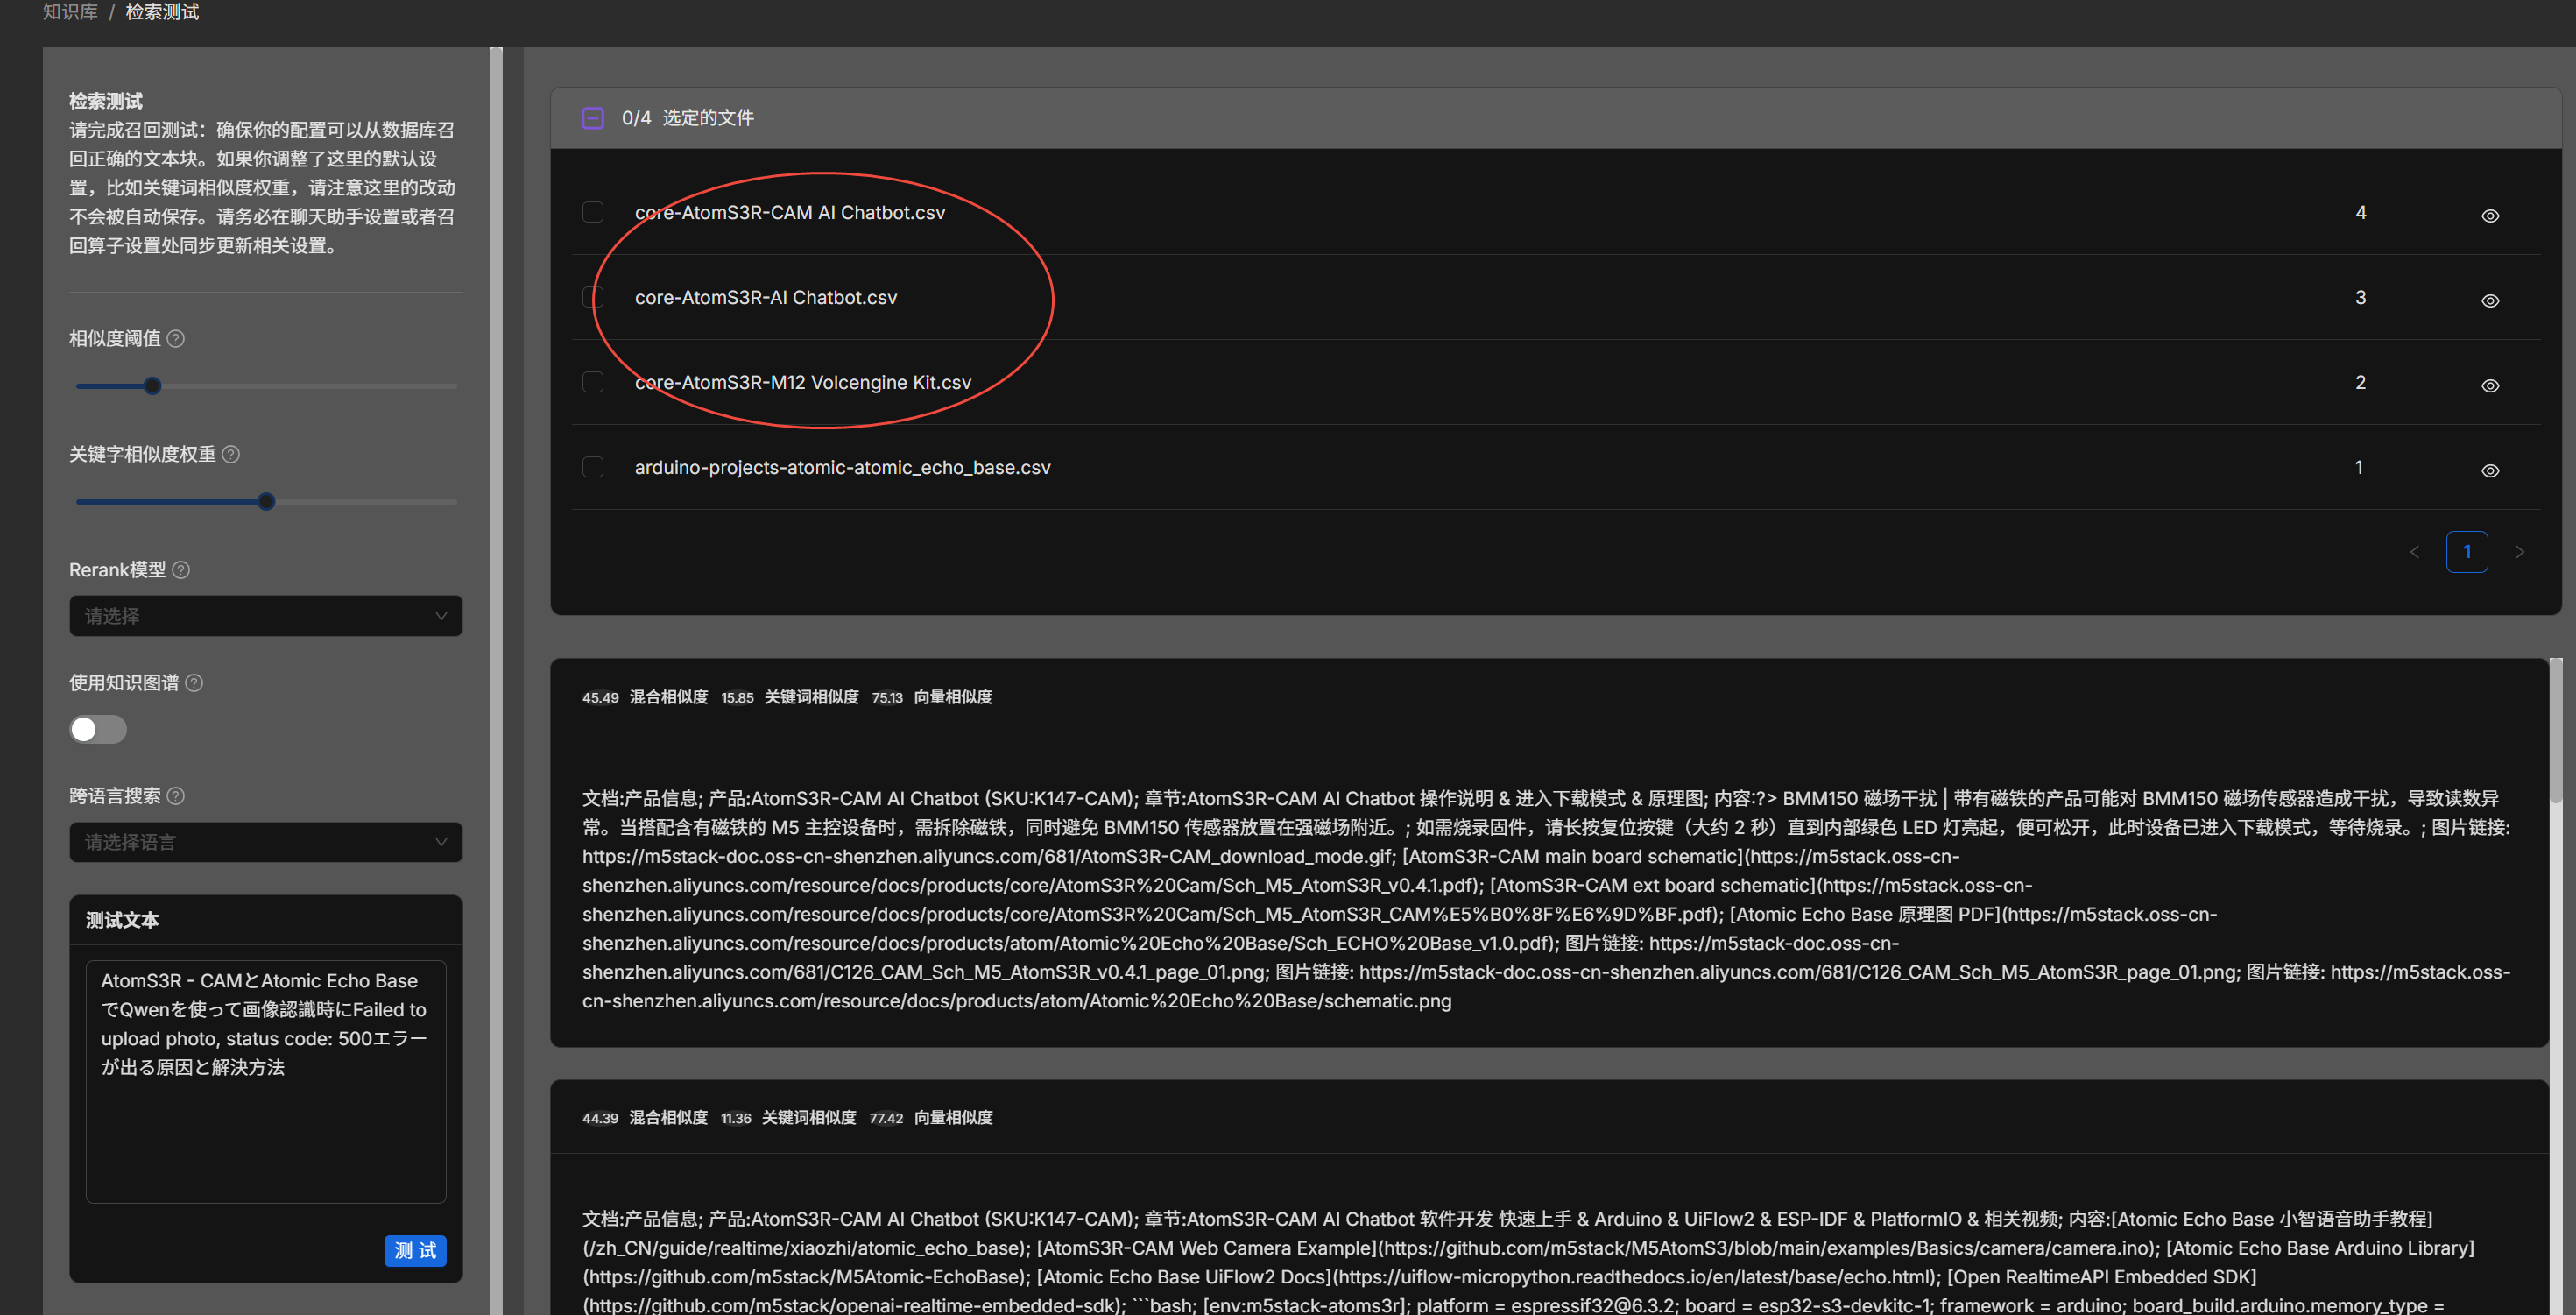 知识库 / 检索测试
检索测试
请完成召回测试：确保你的配置可以从数据库召
回正确的文本块。如果你调整了这里的默认设
置，比如关键词相似度权重，请注意这里的改动
不会被自动保存。请务必在聊天助手设置或者召
回算子设置处同步更新相关设置。
相似度阈值
关键字相似度权重
Rerank模型
请选择
使用知识图谱
跨语言搜索
请选择语言
测试文本
AtomS3R - CAMとAtomic Echo Base
でQwenを使って画像認識時にFailed to
upload photo, status code: 500エラー
が出る原因と解決方法
测 试
0/4 选定的文件
core-AtomS3R-CAM AI Chatbot.csv 4
core-AtomS3R-AI Chatbot.csv 3
core-AtomS3R-M12 Volcengine Kit.csv 2
arduino-projects-atomic-atomic_echo_base.csv 1
< 1 >
45.49 混合相似度 15.85 关键词相似度 75.13 向量相似度
文档:产品信息; 产品:AtomS3R-CAM AI Chatbot (SKU:K147-CAM); 章节:AtomS3R-CAM AI Chatbot 操作说明 & 进入下载模式 & 原理图; 内容:?> BMM150 磁场干扰 | 带有磁铁的产品可能对 BMM150 磁场传感器造成干扰，导致读数异
常。当搭配含有磁铁的 M5 主控设备时，需拆除磁铁，同时避免 BMM150 传感器放置在强磁场附近。; 如需烧录固件，请长按复位按键（大约 2 秒）直到内部绿色 LED 灯亮起，便可松开，此时设备已进入下载模式，等待烧录。; 图片链接:
https://m5stack-doc.oss-cn-shenzhen.aliyuncs.com/681/AtomS3R-CAM_download_mode.gif; [AtomS3R-CAM main board schematic](https://m5stack.oss-cn-
shenzhen.aliyuncs.com/resource/docs/products/core/AtomS3R%20Cam/Sch_M5_AtomS3R_v0.4.1.pdf); [AtomS3R-CAM ext board schematic](https://m5stack.oss-cn-
shenzhen.aliyuncs.com/resource/docs/products/core/AtomS3R%20Cam/Sch_M5_AtomS3R_CAM%E5%B0%8F%E6%9D%BF.pdf); [Atomic Echo Base 原理图 PDF](https://m5stack.oss-cn-
shenzhen.aliyuncs.com/resource/docs/products/atom/Atomic%20Echo%20Base/Sch_ECHO%20Base_v1.0.pdf); 图片链接: https://m5stack-doc.oss-cn-
shenzhen.aliyuncs.com/681/C126_CAM_Sch_M5_AtomS3R_v0.4.1_page_01.png; 图片链接: https://m5stack-doc.oss-cn-shenzhen.aliyuncs.com/681/C126_CAM_Sch_M5_AtomS3R_page_01.png; 图片链接: https://m5stack.oss-
cn-shenzhen.aliyuncs.com/resource/docs/products/atom/Atomic%20Echo%20Base/schematic.png
44.39 混合相似度 11.36 关键词相似度 77.42 向量相似度
文档:产品信息; 产品:AtomS3R-CAM AI Chatbot (SKU:K147-CAM); 章节:AtomS3R-CAM AI Chatbot 软件开发 快速上手 & Arduino & UiFlow2 & ESP-IDF & PlatformIO & 相关视频; 内容:[Atomic Echo Base 小智语音助手教程]
(/zh_CN/guide/realtime/xiaozhi/atomic_echo_base); [AtomS3R-CAM Web Camera Example](https://github.com/m5stack/M5AtomS3/blob/main/examples/Basics/camera/camera.ino); [Atomic Echo Base Arduino Library]
(https://github.com/m5stack/M5Atomic-EchoBase); [Atomic Echo Base UiFlow2 Docs](https://uiflow-micropython.readthedocs.io/en/latest/base/echo.html); [Open RealtimeAPI Embedded SDK]
(https://github.com/m5stack/openai-realtime-embedded-sdk); ```bash; [env:m5stack-atoms3r]; platform = espressif32@6.3.2; board = esp32-s3-devkitc-1; framework = arduino; board_build.arduino.memory_type =